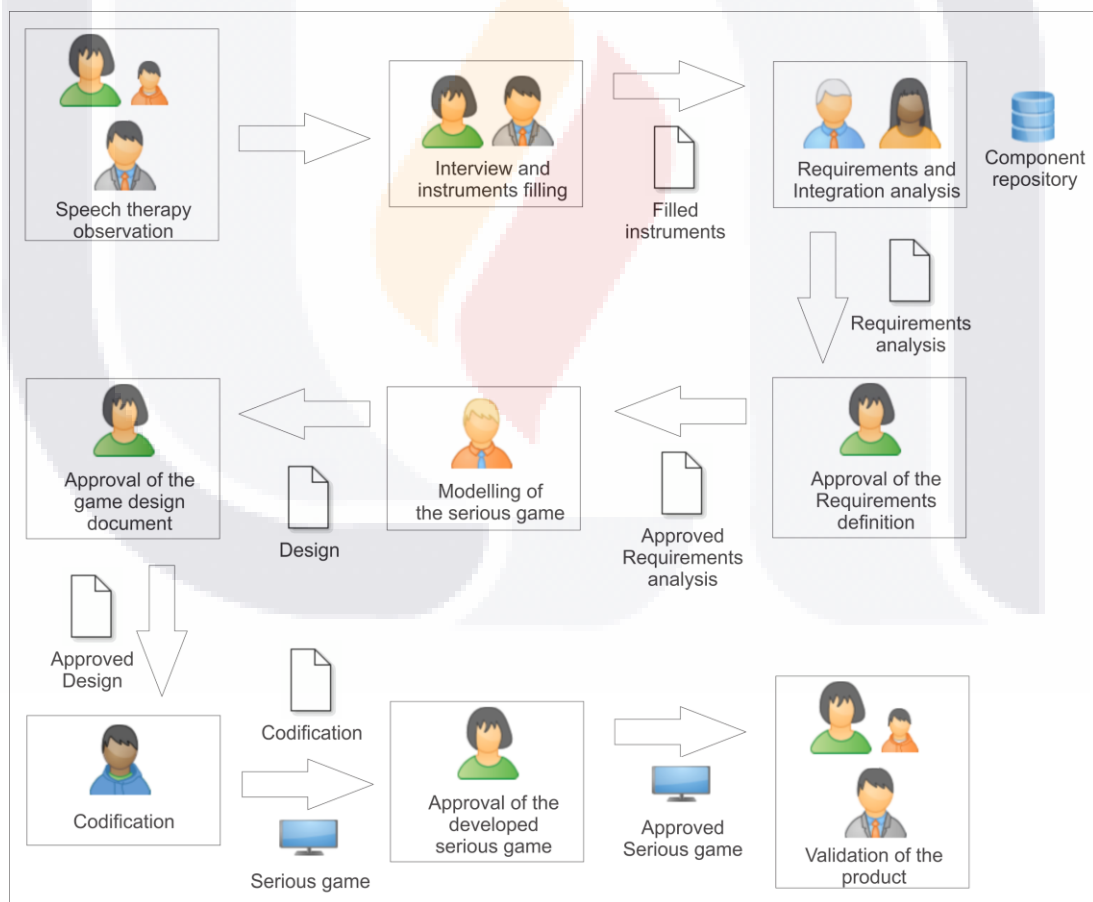 Speech therapy
observation
Interview and
instruments filling
Filled
instruments
Requirements and
Integration analysis
Component
repository
Requirements
analysis
Approval of the
Requirements
definition
Approved
Requirements
analysis
Modelling of
the serious game
Design
Approval of the
game design
document
Approved
Design
Codification
Codification
Serious game
Approval of the
developed
serious game
Approved
Serious game
Validation of the
product